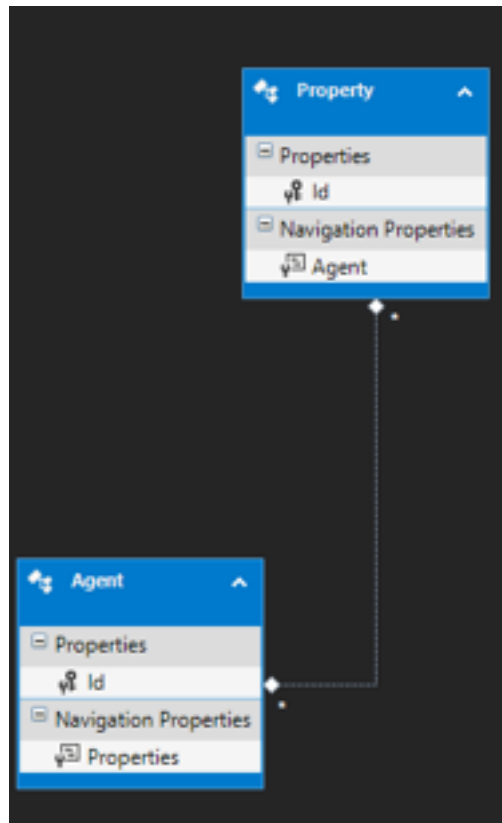 Property
Properties
Id
Navigation Properties
Agent
*
Agent
Properties
Id
*
Navigation Properties
Properties